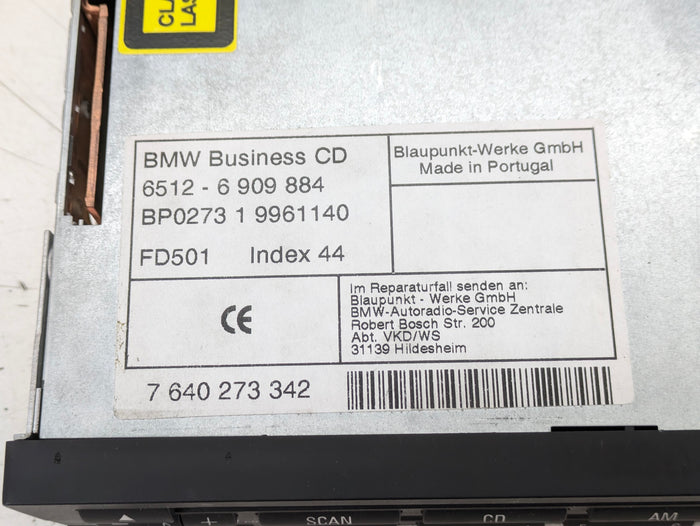 CLA
LAS
BMW Business CD
6512 - 6 909 884
BP0273 1 9961140
FD501 Index 44
Blaupunkt-Werke GmbH
Made in Portugal
CE
Im Reparaturfall senden an:
Blaupunkt - Werke GmbH
BMW-Autoradio-Service Zentrale
Robert Bosch Str. 200
Abt. VKD/WS
31139 Hildesheim
7 640 273 342
+ SCAN CD AM